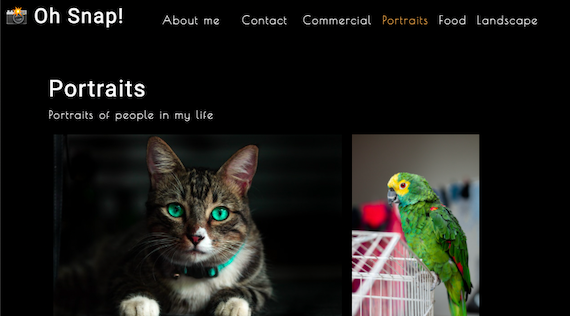 Oh Snap!
About me Contact Commercial Portraits Food Landscape
Portraits
Portraits of people in my life